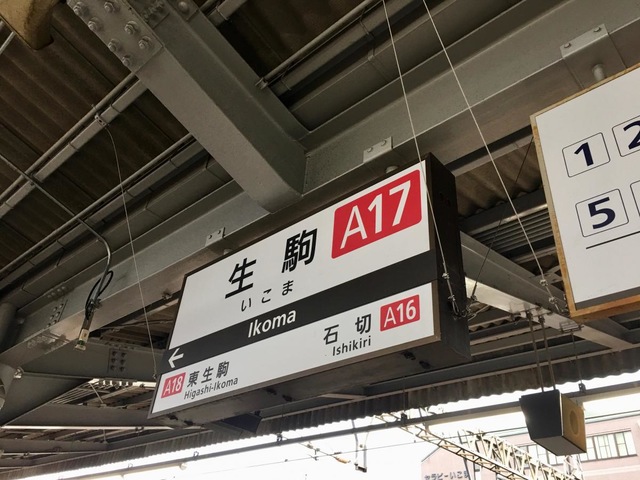 生駒 A17
いこま
Ikoma
←
A18 東生駒
Higashi-Ikoma
石切 A16
Ishikiri
1 2
5